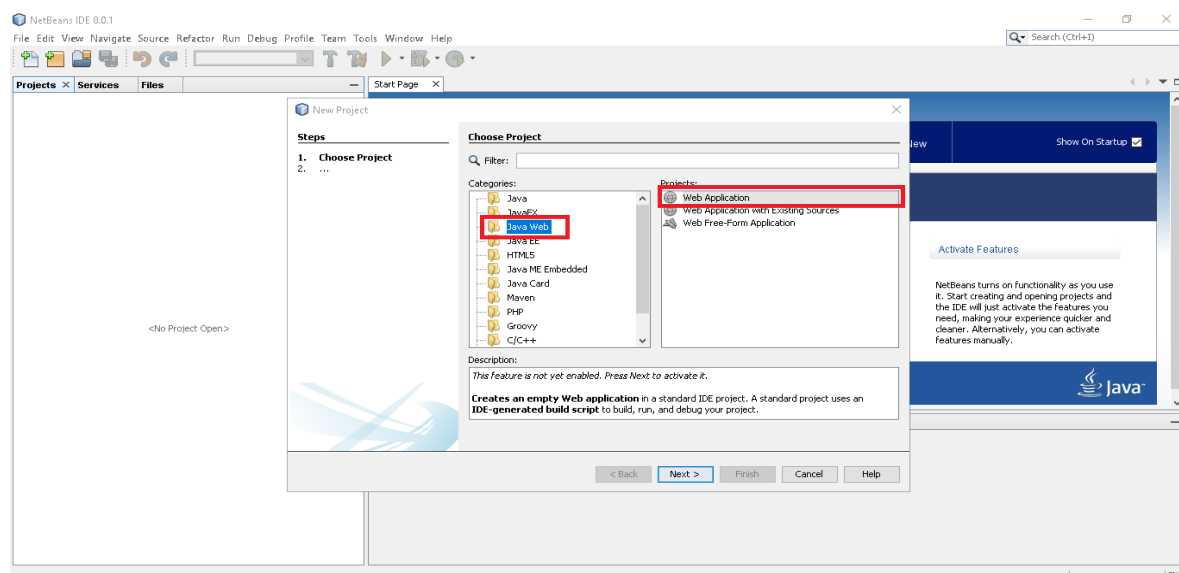 NetBeans IDE 8.0.1
File Edit View Navigate Source Refactor Run Debug Profile Team Tools Window Help
Search (Ctrl+I)
Projects × Services Files
Start Page ×
<No Project Open>
New Project
Steps
1. Choose Project
2. ...
Choose Project
Filter:
Categories:
Java
JavaFX
Java Web
Java EE
HTML5
Java ME Embedded
Java Card
Maven
PHP
Groovy
C/C++
Projects:
Web Application
Web Application with Existing Sources
Web Free-Form Application
Description:
This feature is not yet enabled. Press Next to activate it.
Creates an empty Web application in a standard IDE project. A standard project uses an
IDE-generated build script to build, run, and debug your project.
< Back Next > Finish Cancel Help
Show On Startup
Activate Features
NetBeans turns on functionality as you use
it. Start creating and opening projects and
the IDE will just activate the features you
need, making your experience quicker and
cleaner. Alternatively, you can activate
features manually.
Java